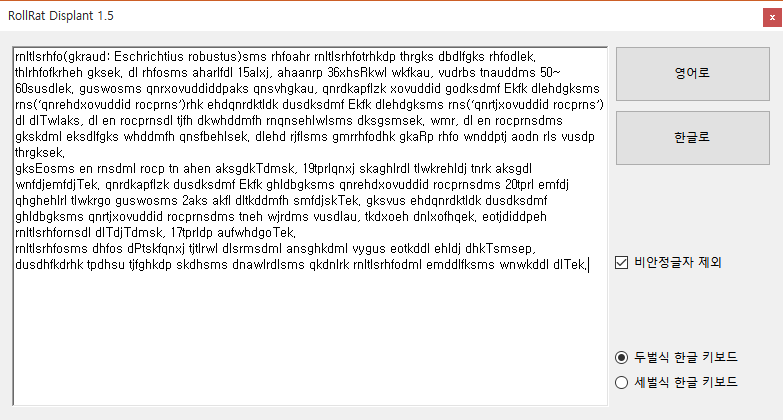 RollRat Displant 1.5
x
rnltlsrhfo(gkraud: Eschrichtius robustus)sms rhfoahr rnltlsrhfotrhkdp thrgks dbdlfgks rhfodlek.
thlrhfofkrheh gksek. dl rhfosms aharlfdl 15alxj, ahaanrp 36xhsRkwl wkfkau, vudrbs tnauddms 50~
60susdlek. guswosms qnrxovuddiddpaks qnsvhgkau, qnrdkapflzk xovuddid godksdmf Ekfk dlehdgksms
rns(‘qnrehdxovuddid rocprns’)rhk ehdqnrdktldk dusdksdmf Ekfk dlehdgksms rns(‘qnrtjxovuddid rocprns’)
dl dlTwlaks, dl en rocprnsdl tjfh dkwhddmfh rnqnsehlwlsms dksgsmsek. wmr, dl en rocprnsdms
gkskdml eksdlfgks whddmfh qnsfbehlsek. dlehd rjflsms gmrrhfodhk gkaRp rhfo wnddptj aodn rls vusdp
thrgksek.
gksEosms en rnsdml rocp tn ahen aksgdkTdmsk, 19tprlqnxj skaghlrdl tlwkrehldj tnrk aksgdl
wnfdjemfdjTek. qnrdkapflzk dusdksdmf Ekfk ghldbgksms qnrehdxovuddid rocprnsdms 20tprl emfdj
qhghehlrl tlwkrgo guswosms 2aks akfl dltkddmfh smfdjskTek, gksvus ehdqnrdktldk dusdksdmf
ghldbgksms qnrtjxovuddid rocprnsdms tneh wjrdms vusdlau, tkdxoeh dnlxofhqek. eotjdiddpeh
rnltlsrhfornsdl dlTdjTdmsk, 17tprldp aufwhdgoTek.
rnltlsrhfosms dhfos dPtskfqnxj tjtlrwl dlsrmsdml ansghkdml vygus eotkddl ehldj dhkTsmsep,
dusdhfkdrhk tpdhsu tjfghkdp skdhsms dnawlrdlsms qkdnlrk rnltlsrhfodml emddlfksms wnwkddl dlTek.
영어로
한글로
비안정글자 제외
두벌식 한글 키보드
세벌식 한글 키보드